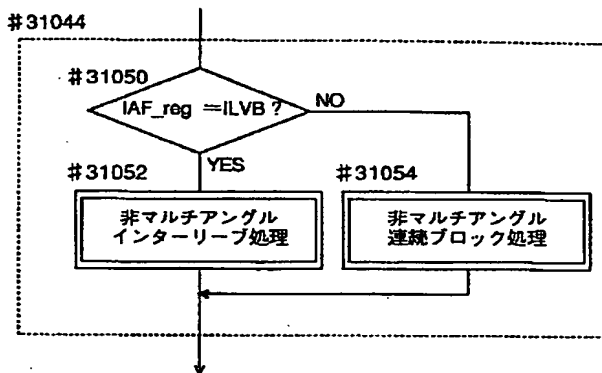 #31044
#31050
IAF_reg =ILVB ?
NO
YES
#31052
#31054
非マルチアングル
インターリーブ処理
非マルチアングル
連続ブロック処理